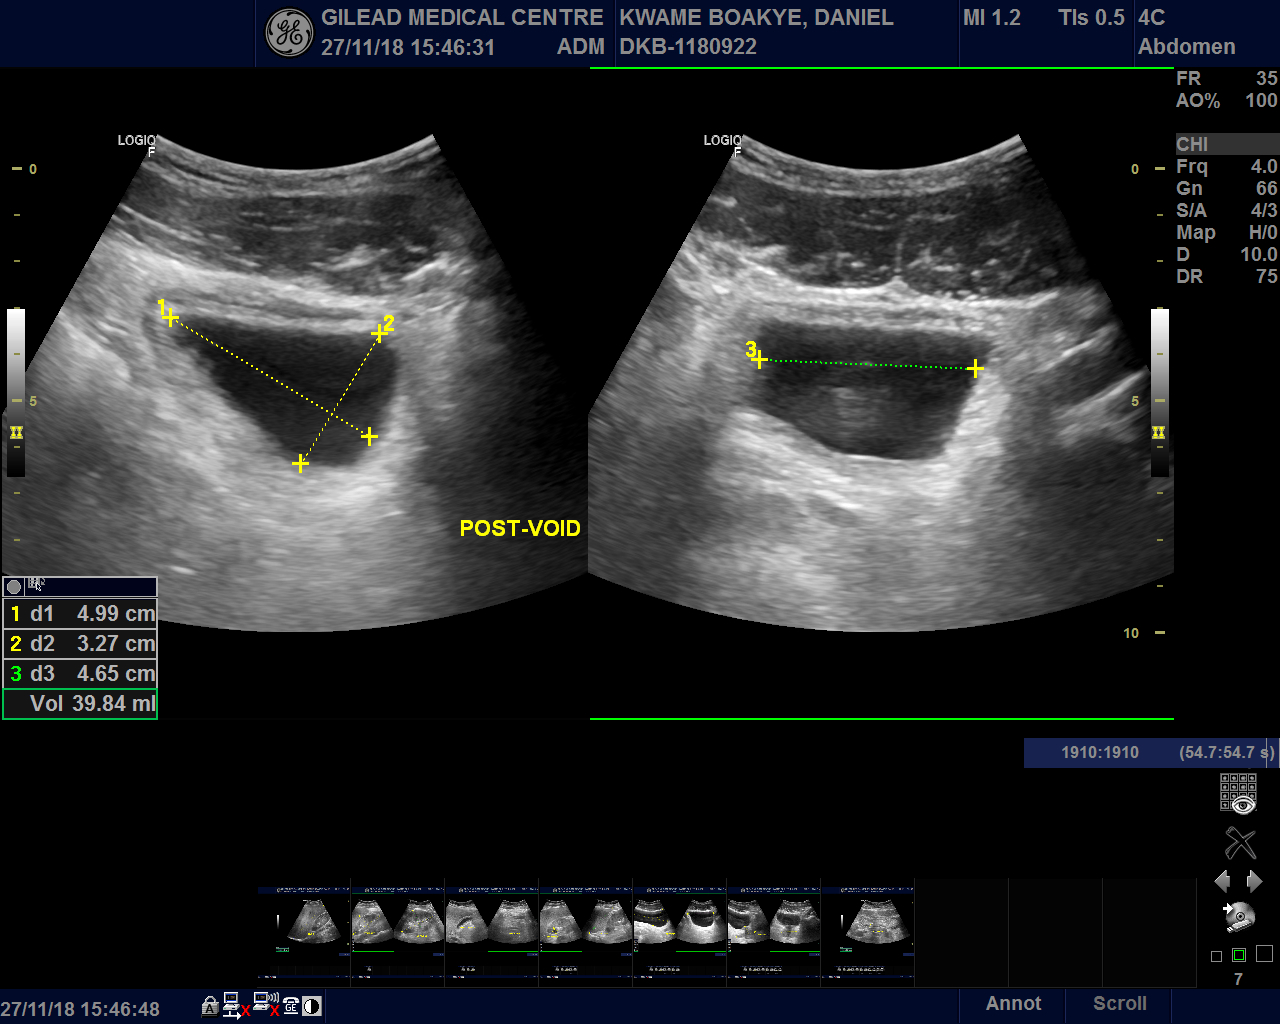 GILEAD MEDICAL CENTRE
27/11/18 15:46:31 ADM
KWAME BOAKYE, DANIEL
DKB-1180922
MI 1.2 TIs 0.5
4C
Abdomen
FR 35
AO% 100
CHI
Frq 4.0
Gn 66
S/A 4/3
Map H/0
D 10.0
DR 75
LOGIQ
F
LOGIQ
F
0
5
0
5
10
1
2
3
POST-VOID
1 d1 4.99 cm
2 d2 3.27 cm
3 d3 4.65 cm
Vol 39.84 ml
1910:1910 (54.7:54.7 s)
7
27/11/18 15:46:48
Annot
Scroll